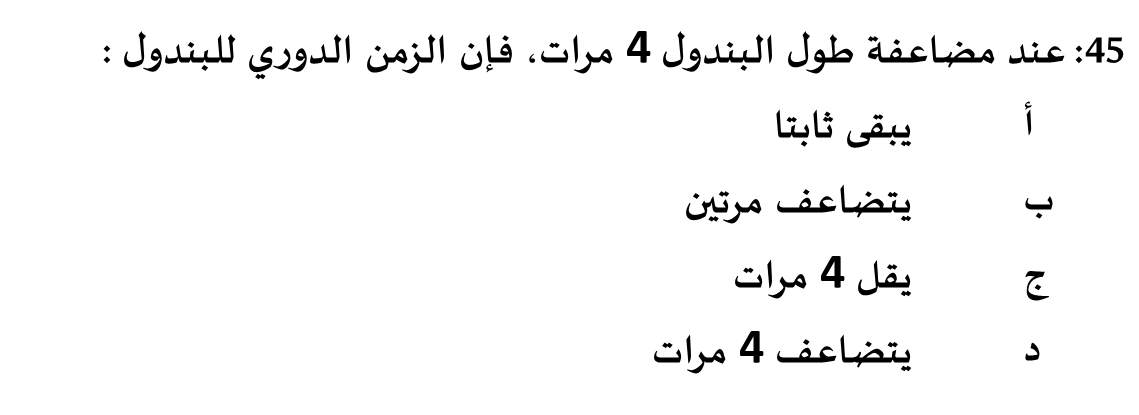 45: عند مضاعفة طول البندول 4 مرات، فإن الزمن الدوري للبندول :
أ يبقى ثابتا
ب يتضاعف مرتين
ج يقل 4 مرات
د يتضاعف 4 مرات